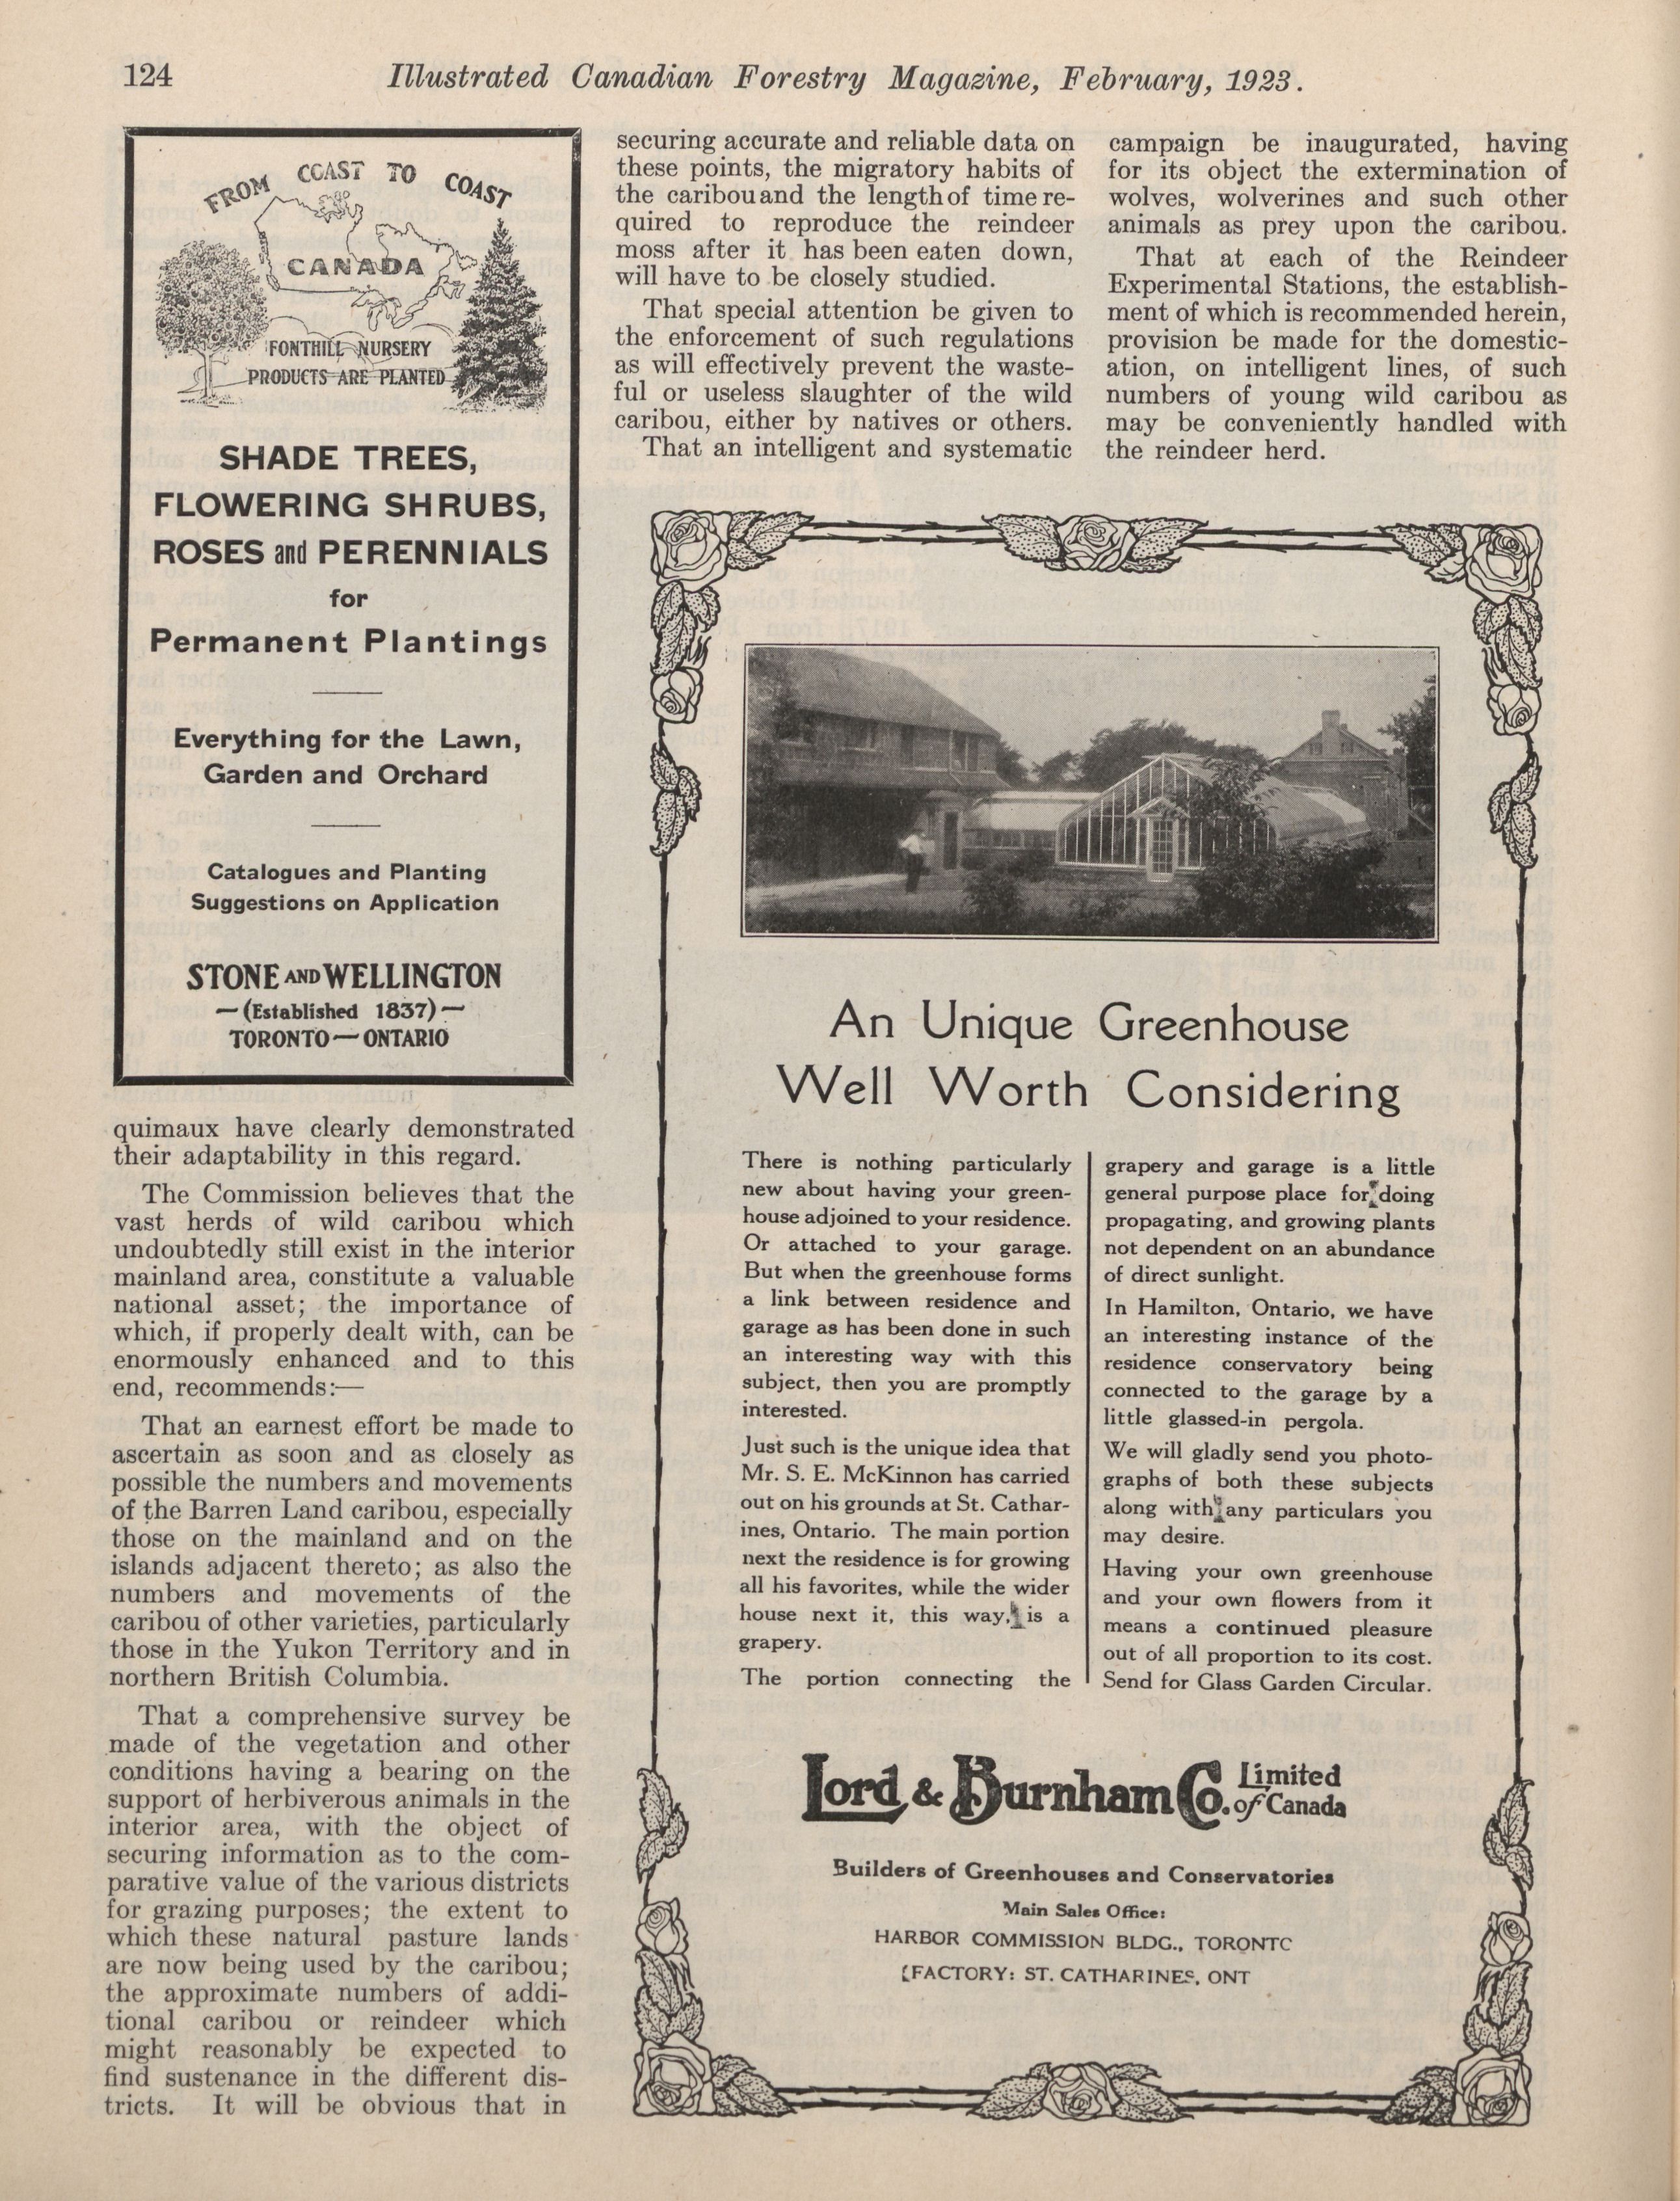 124
Illustrated Canadian Forestry Magazine, February, 1923.
FROM COAST TO COAST
CANADA
FONTHILL NURSERY
PRODUCTS ARE PLANTED
SHADE TREES,
FLOWERING SHRUBS,
ROSES and PERENNIALS
for
Permanent Plantings
Everything for the Lawn,
Garden and Orchard
Catalogues and Planting
Suggestions on Application
STONE AND WELLINGTON
—(Established 1837)—
TORONTO—ONTARIO
quimaux have clearly demonstrated
their adaptability in this regard.
The Commission believes that the
vast herds of wild caribou which
undoubtedly still exist in the interior
mainland area, constitute a valuable
national asset; the importance of
which, if properly dealt with, can be
enormously enhanced and to this
end, recommends:—
That an earnest effort be made to
ascertain as soon and as closely as
possible the numbers and movements
of the Barren Land caribou, especially
those on the mainland and on the
islands adjacent thereto; as also the
numbers and movements of the
caribou of other varieties, particularly
those in the Yukon Territory and in
northern British Columbia.
That a comprehensive survey be
made of the vegetation and other
conditions having a bearing on the
support of herbiverous animals in the
interior area, with the object of
securing information as to the com-
parative value of the various districts
for grazing purposes; the extent to
which these natural pasture lands
are now being used by the caribou;
the approximate numbers of addi-
tional caribou or reindeer which
might reasonably be expected to
find sustenance in the different dis-
tricts. It will be obvious that in
securing accurate and reliable data on
these points, the migratory habits of
the caribou and the length of time re-
quired to reproduce the reindeer
moss after it has been eaten down,
will have to be closely studied.
That special attention be given to
the enforcement of such regulations
as will effectively prevent the waste-
ful or useless slaughter of the wild
caribou, either by natives or others.
That an intelligent and systematic
campaign be inaugurated, having
for its object the extermination of
wolves, wolverines and such other
animals as prey upon the caribou.
That at each of the Reindeer
Experimental Stations, the establish-
ment of which is recommended herein,
provision be made for the domestic-
ation, on intelligent lines, of such
numbers of young wild caribou as
may be conveniently handled with
the reindeer herd.
An Unique Greenhouse
Well Worth Considering
There is nothing particularly
new about having your green-
house adjoined to your residence.
Or attached to your garage.
But when the greenhouse forms
a link between residence and
garage as has been done in such
an interesting way with this
subject, then you are promptly
interested.
Just such is the unique idea that
Mr. S. E. McKinnon has carried
out on his grounds at St. Cathar-
ines, Ontario. The main portion
next the residence is for growing
all his favorites, while the wider
house next it, this way, is a
grapery.
The portion connecting the
grapery and garage is a little
general purpose place for doing
propagating, and growing plants
not dependent on an abundance
of direct sunlight.
In Hamilton, Ontario, we have
an interesting instance of the
residence conservatory being
connected to the garage by a
little glassed-in pergola.
We will gladly send you photo-
graphs of both these subjects
along with any particulars you
may desire.
Having your own greenhouse
and your own flowers from it
means a continued pleasure
out of all proportion to its cost.
Send for Glass Garden Circular.
Lord & Burnham Co. Limited of Canada
Builders of Greenhouses and Conservatories
Main Sales Office:
HARBOR COMMISSION BLDG., TORONTO
FACTORY: ST. CATHARINES, ONT